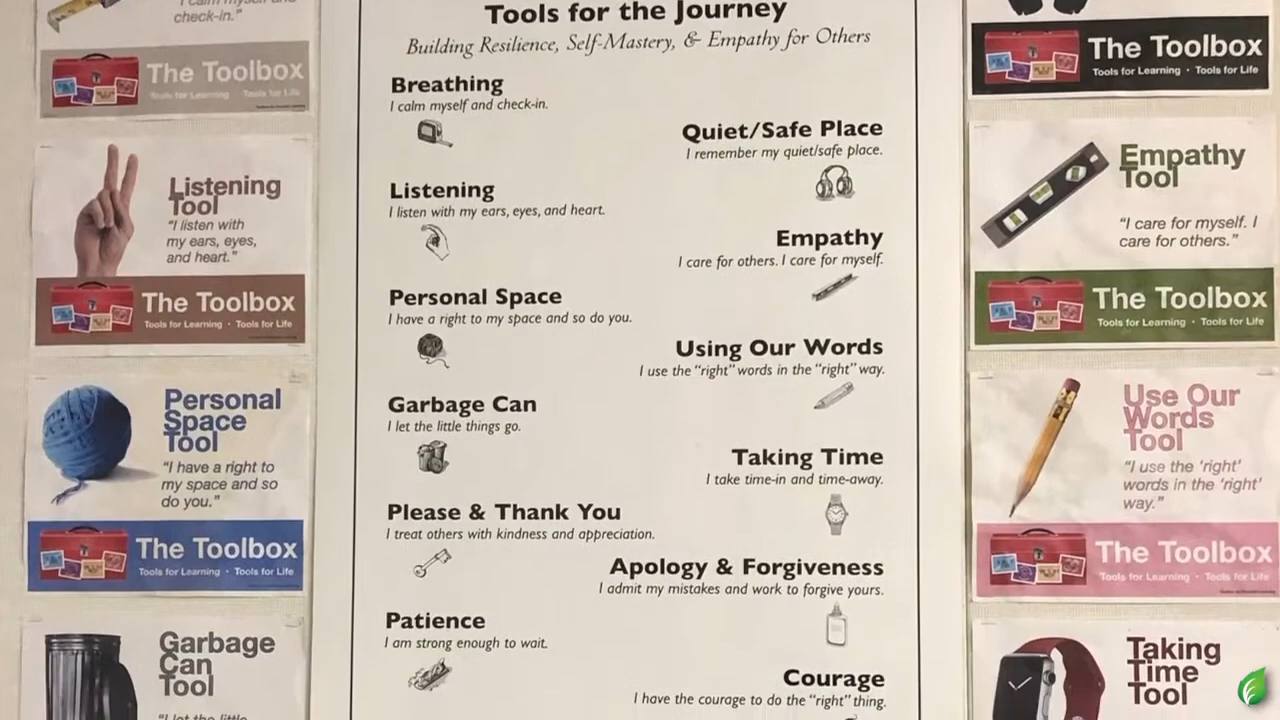 "I calm myself and
check-in."
The Toolbox
Tools for Learning · Tools for Life
Listening
Tool
"I listen with
my ears, eyes,
and heart."
The Toolbox
Tools for Learning · Tools for Life
Personal
Space
Tool
"I have a right to
my space and so
do you."
The Toolbox
Tools for Learning · Tools for Life
Garbage
Can
Tool
"I let the little
Tools for the Journey
Building Resilience, Self-Mastery, & Empathy for Others
Breathing
I calm myself and check-in.
Quiet/Safe Place
I remember my quiet/safe place.
Listening
I listen with my ears, eyes, and heart.
Empathy
I care for others. I care for myself.
Personal Space
I have a right to my space and so do you.
Using Our Words
I use the "right" words in the "right" way.
Garbage Can
I let the little things go.
Taking Time
I take time-in and time-away.
Please & Thank You
I treat others with kindness and appreciation.
Apology & Forgiveness
I admit my mistakes and work to forgive yours.
Patience
I am strong enough to wait.
Courage
I have the courage to do the "right" thing.
The Toolbox
Tools for Learning · Tools for Life
Empathy
Tool
"I care for myself. I
care for others."
The Toolbox
Tools for Learning · Tools for Life
Use Our
Words
Tool
"I use the 'right'
words in the 'right'
way."
The Toolbox
Tools for Learning · Tools for Life
Taking
Time
Tool